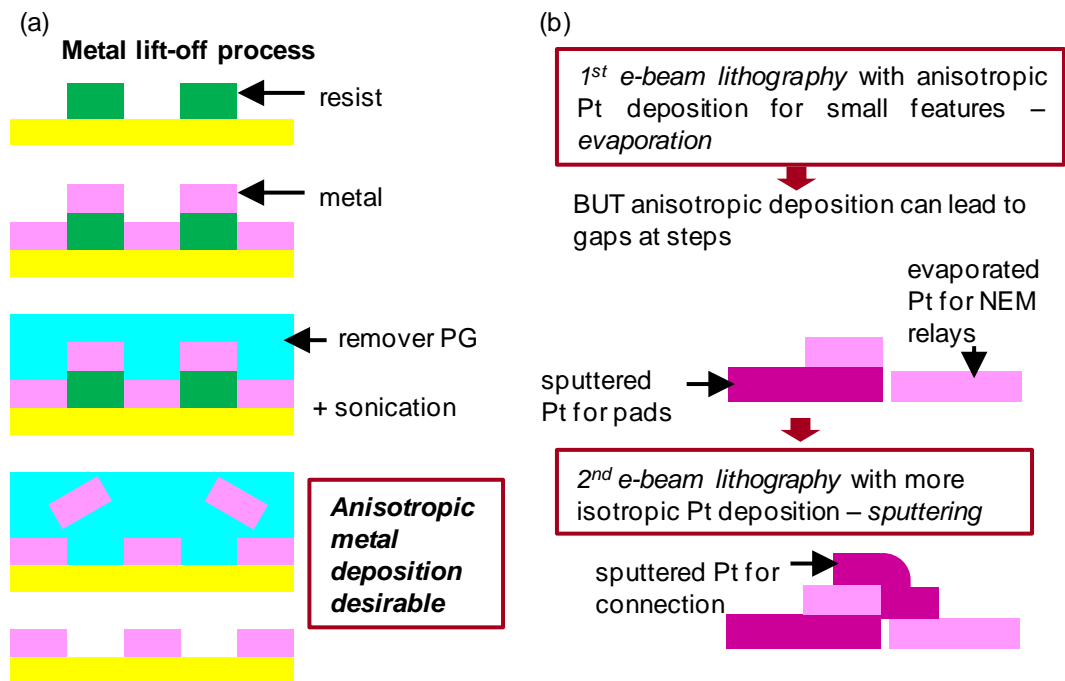 (a)
Metal lift-off process
resist
metal
remover PG
+ sonication
Anisotropic
metal
deposition
desirable
(b)
1st e-beam lithography with anisotropic
Pt deposition for small features –
evaporation
BUT anisotropic deposition can lead to
gaps at steps
evaporated
Pt for NEM
relays
sputtered
Pt for pads
2nd e-beam lithography with more
isotropic Pt deposition – sputtering
sputtered Pt for
connection